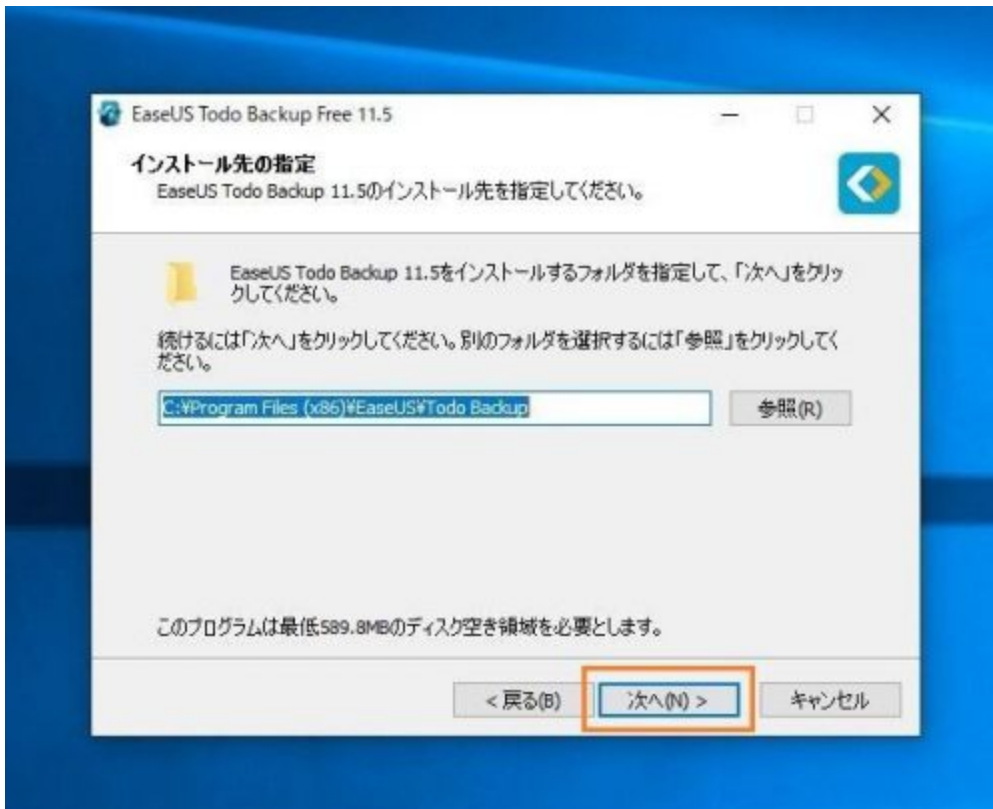 EaseUS Todo Backup Free 11.5
インストール先の指定
EaseUS Todo Backup 11.5のインストール先を指定してください。
EaseUS Todo Backup 11.5をインストールするフォルダを指定して、「次へ」をクリッ
クしてください。
続けるには「次へ」をクリックしてください。別のフォルダを選択するには「参照」をクリックしてく
ださい。
C:¥Program Files (x86)¥EaseUS¥Todo Backup
参照(R)
このプログラムは最低589.8MBのディスク空き領域を必要とします。
< 戻る(B)
次へ(N) >
キャンセル